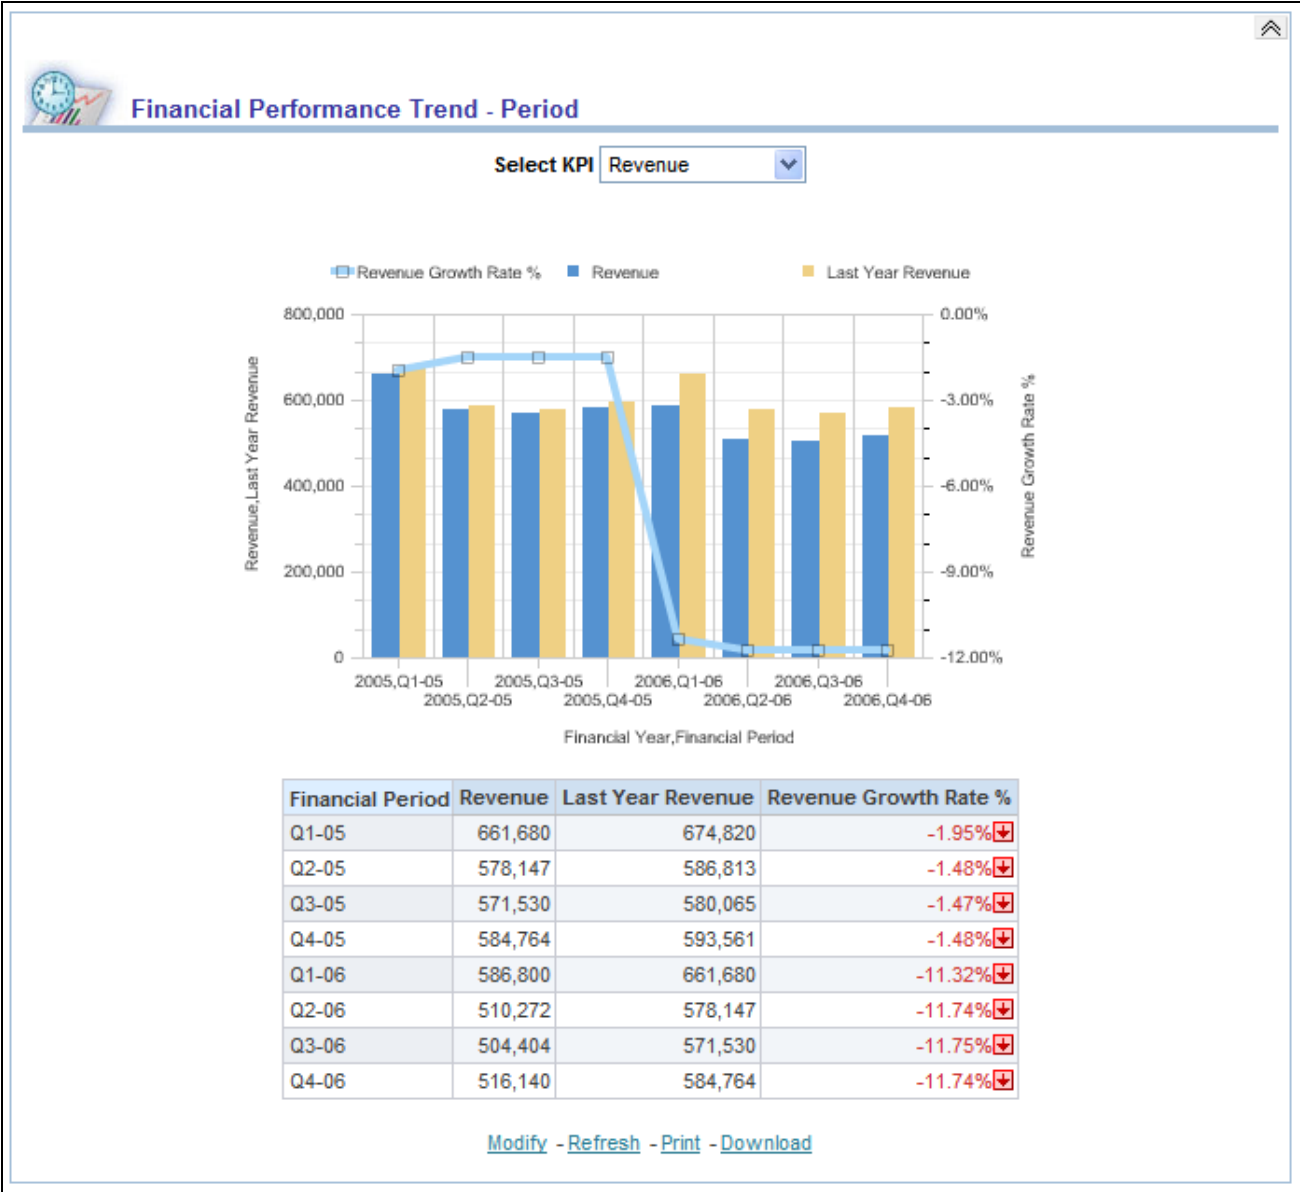 Financial Performance Trend - Period
Select KPI Revenue
Revenue Growth Rate % Revenue Last Year Revenue
800,000 0.00%
600,000 -3.00%
400,000 -6.00%
200,000 -9.00%
0 -12.00%
Revenue,Last Year Revenue
Revenue Growth Rate %
2005,Q1-05 2005,Q3-05 2006,Q1-06 2006,Q3-06
2005,Q2-05 2005,Q4-05 2006,Q2-06 2006,Q4-06
Financial Year,Financial Period
Financial Period Revenue Last Year Revenue Revenue Growth Rate %
Q1-05 661,680 674,820 -1.95%
Q2-05 578,147 586,813 -1.48%
Q3-05 571,530 580,065 -1.47%
Q4-05 584,764 593,561 -1.48%
Q1-06 586,800 661,680 -11.32%
Q2-06 510,272 578,147 -11.74%
Q3-06 504,404 571,530 -11.75%
Q4-06 516,140 584,764 -11.74%
Modify - Refresh - Print - Download